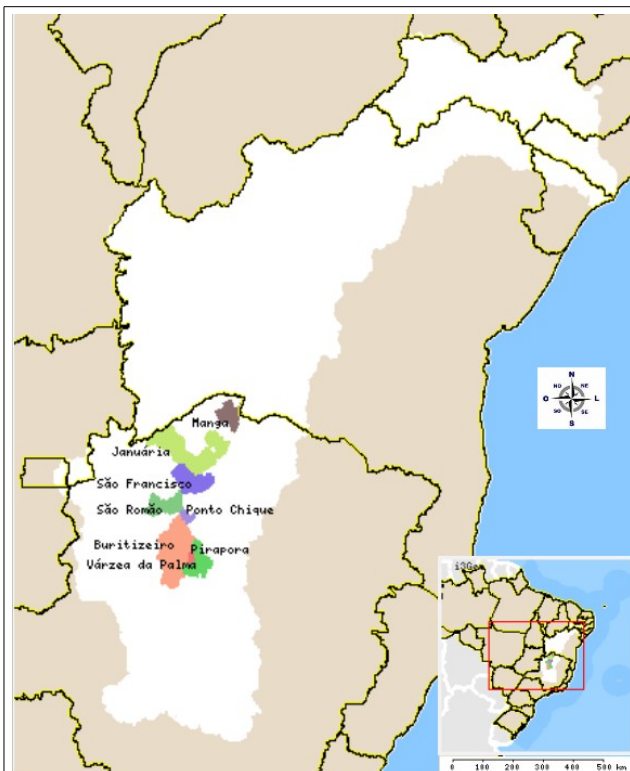 Manga
Januária
São Francisco
São Romão
Ponto Chique
Buritizeiro
Pirapora
Várzea da Palma
N
NO NE
O L
SO SE
S
i3Geo
0 100 200 300 400 500 km